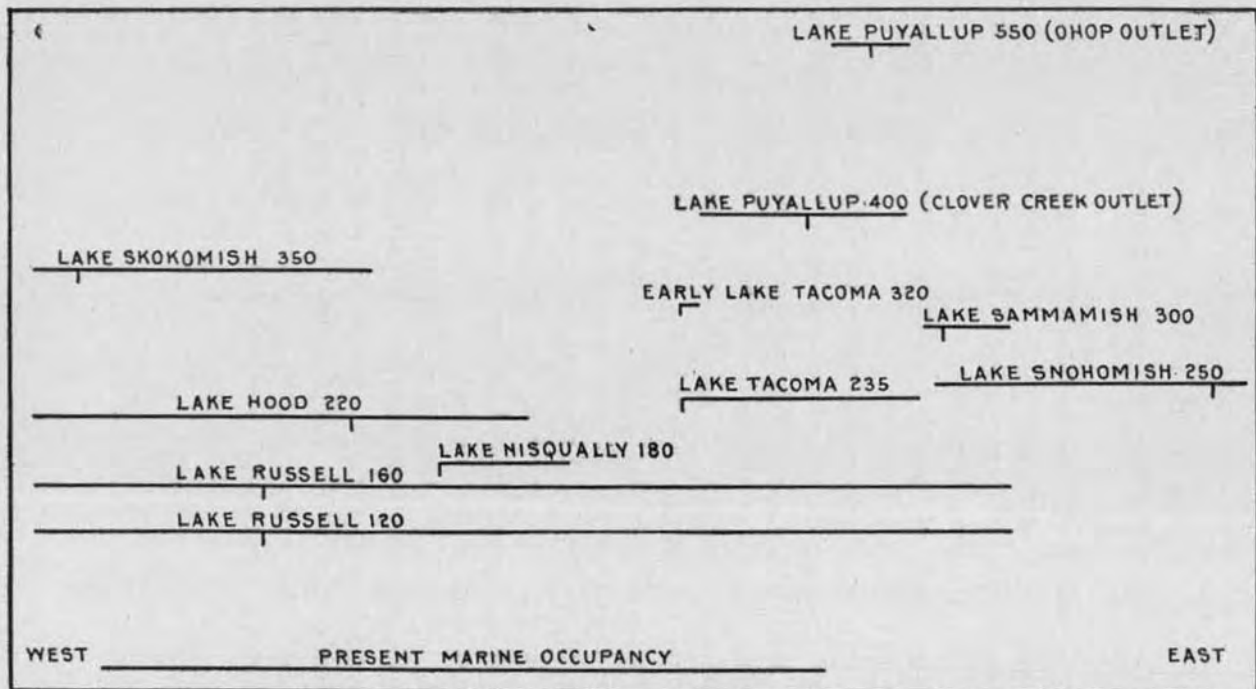 LAKE PUYALLUP 550 (OHOP OUTLET)
LAKE PUYALLUP 400 (CLOVER CREEK OUTLET)
LAKE SKOKOMISH 350
EARLY LAKE TACOMA 320
LAKE SAMMAMISH 300
LAKE SNOHOMISH 250
LAKE TACOMA 235
LAKE HOOD 220
LAKE NISQUALLY 180
LAKE RUSSELL 160
LAKE RUSSELL 120
WEST PRESENT MARINE OCCUPANCY EAST